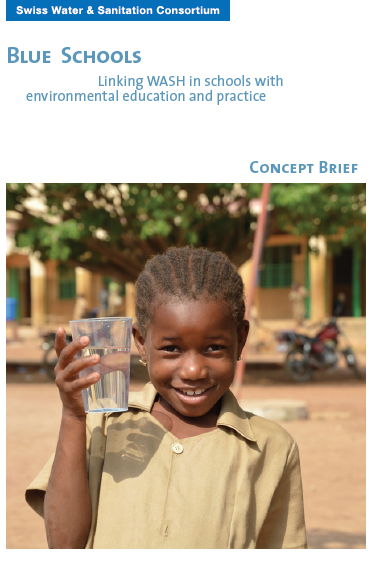 Swiss Water & Sanitation Consortium
Blue Schools
Linking WASH in schools with
environmental education and practice
Concept Brief